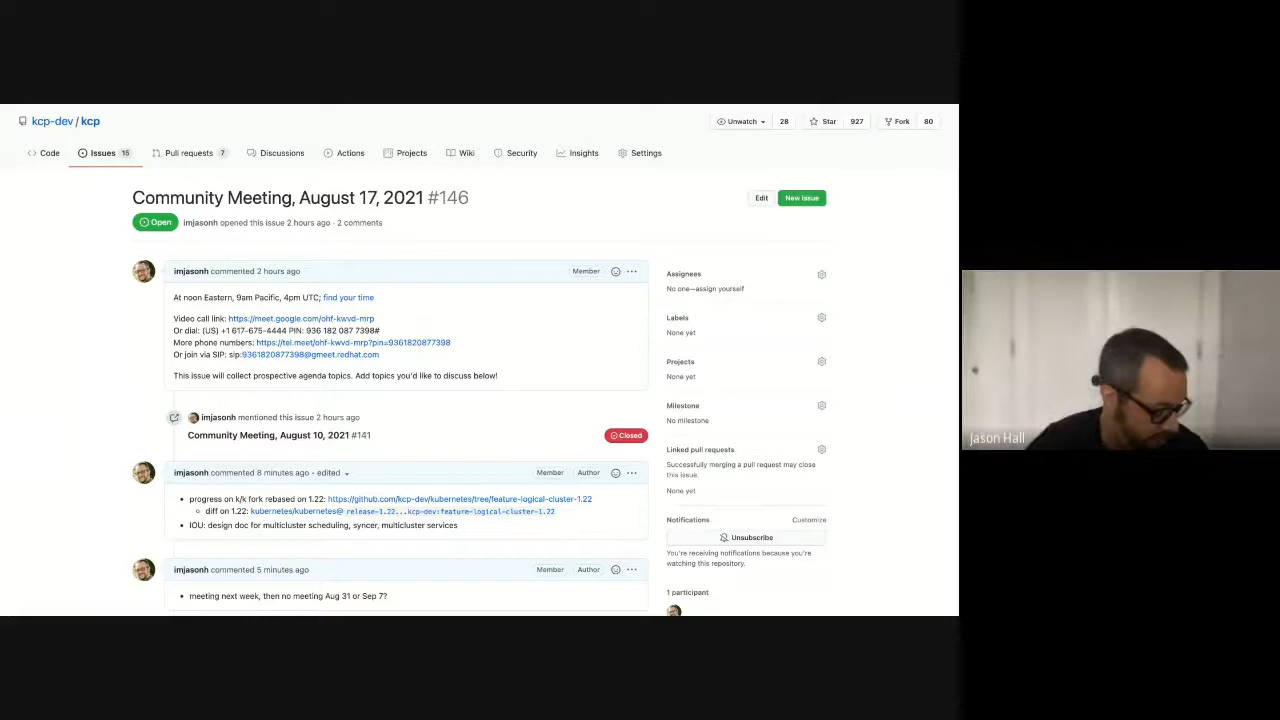 kcp-dev / kcp
Unwatch 28 Star 927 Fork 80
Code Issues 15 Pull requests 7 Discussions Actions Projects Wiki Security Insights Settings
Community Meeting, August 17, 2021 #146
Edit New issue
Open imjasonh opened this issue 2 hours ago · 2 comments
imjasonh commented 2 hours ago Member
At noon Eastern, 9am Pacific, 4pm UTC; find your time
Video call link: https://meet.google.com/ohf-kwvd-mrp
Or dial: (US) +1 617-675-4444 PIN: 936 182 087 7398#
More phone numbers: https://tel.meet/ohf-kwvd-mrp?pin=9361820877398
Or join via SIP: sip:9361820877398@gmeet.redhat.com
This issue will collect prospective agenda topics. Add topics you'd like to discuss below!
imjasonh mentioned this issue 2 hours ago
Community Meeting, August 10, 2021 #141
Closed
imjasonh commented 8 minutes ago · edited Member Author
progress on k/k fork rebased on 1.22: https://github.com/kcp-dev/kubernetes/tree/feature-logical-cluster-1.22
diff on 1.22: kubernetes/kubernetes@ release-1.22...kcp-dev:feature-logical-cluster-1.22
IOU: design doc for multicluster scheduling, syncer, multicluster services
imjasonh commented 5 minutes ago Member Author
meeting next week, then no meeting Aug 31 or Sep 7?
Assignees
No one—assign yourself
Labels
None yet
Projects
None yet
Milestone
No milestone
Linked pull requests
Successfully merging a pull request may close
this issue.
None yet
Notifications Customize
Unsubscribe
You're receiving notifications because you're
watching this repository.
1 participant
Jason Hall